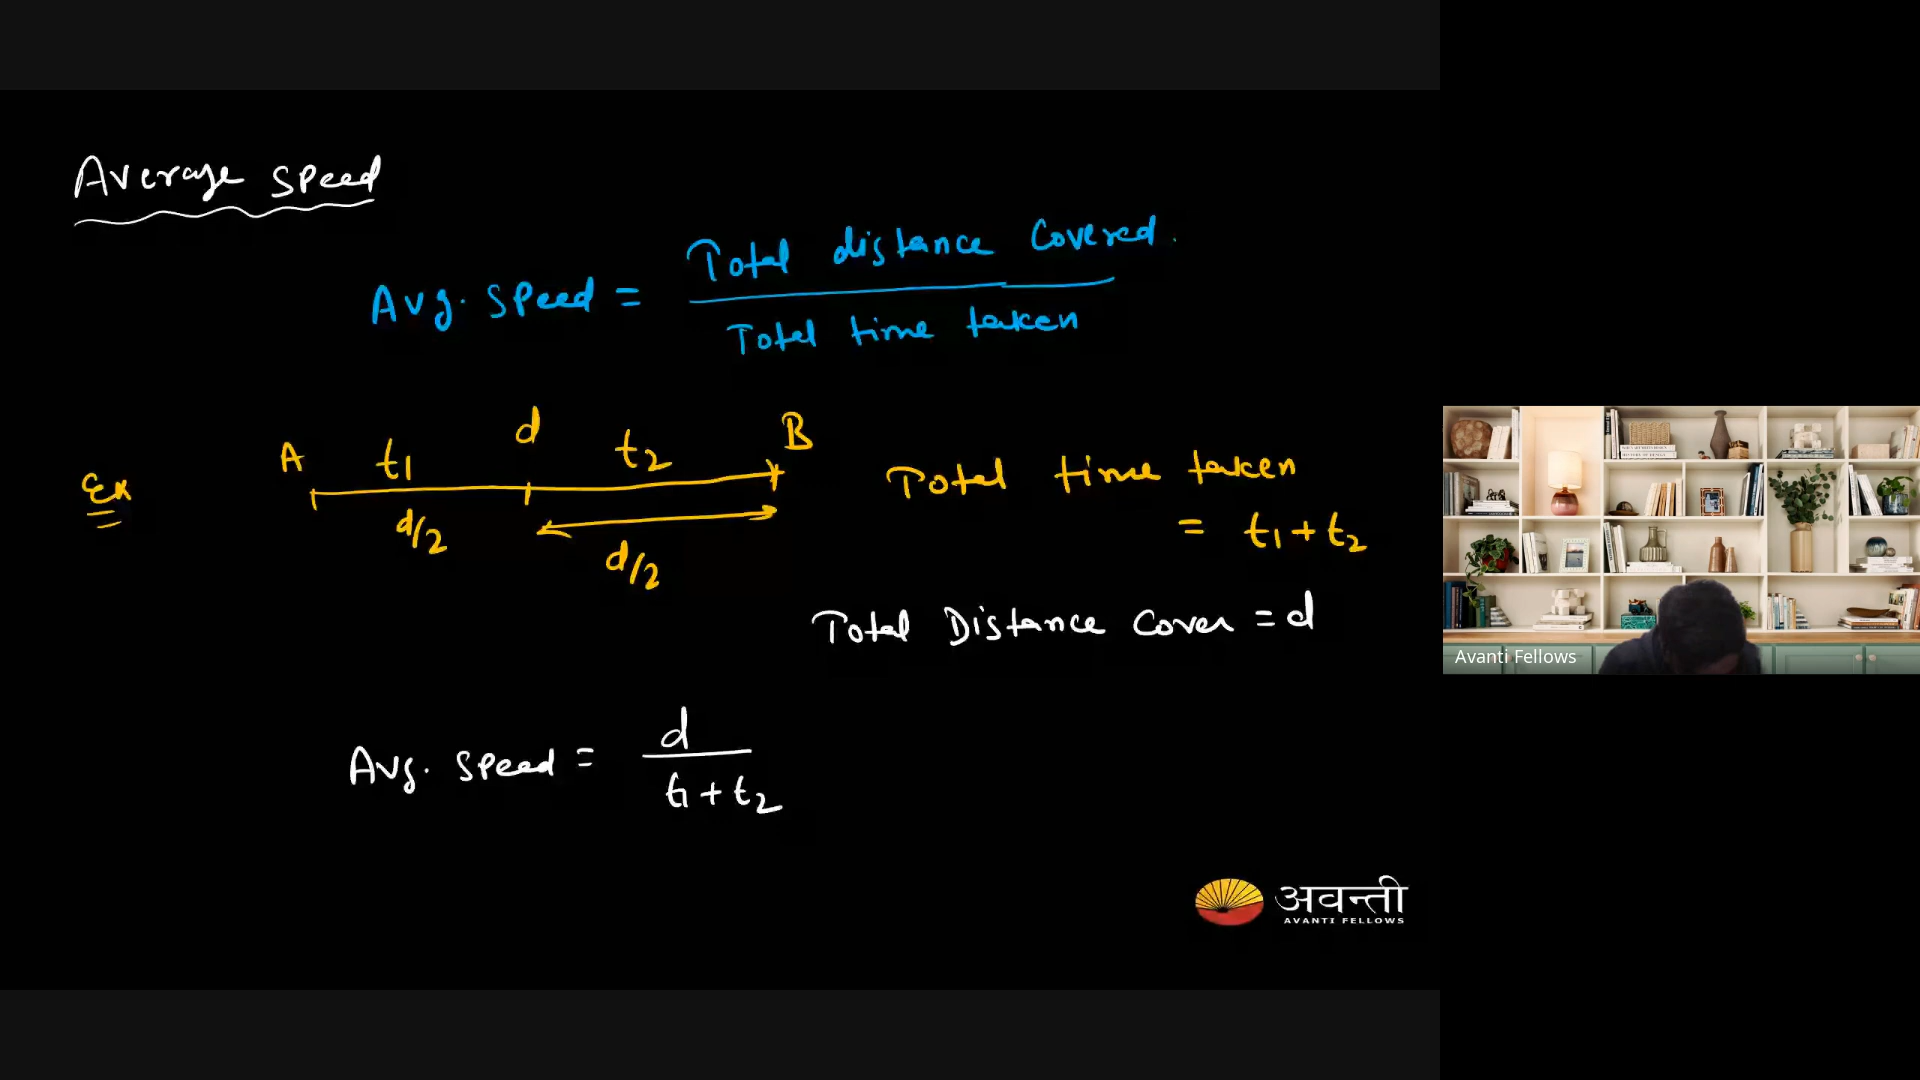 Average speed
Avg. speed = Total distance covered.
Total time taken
Ex
A t1 d t2 B
d/2
d/2
Total time taken
= t1 + t2
Total Distance Cover = d
Avg. speed = d
t1 + t2
अवन्ती
AVANTI FELLOWS
Avanti Fellows